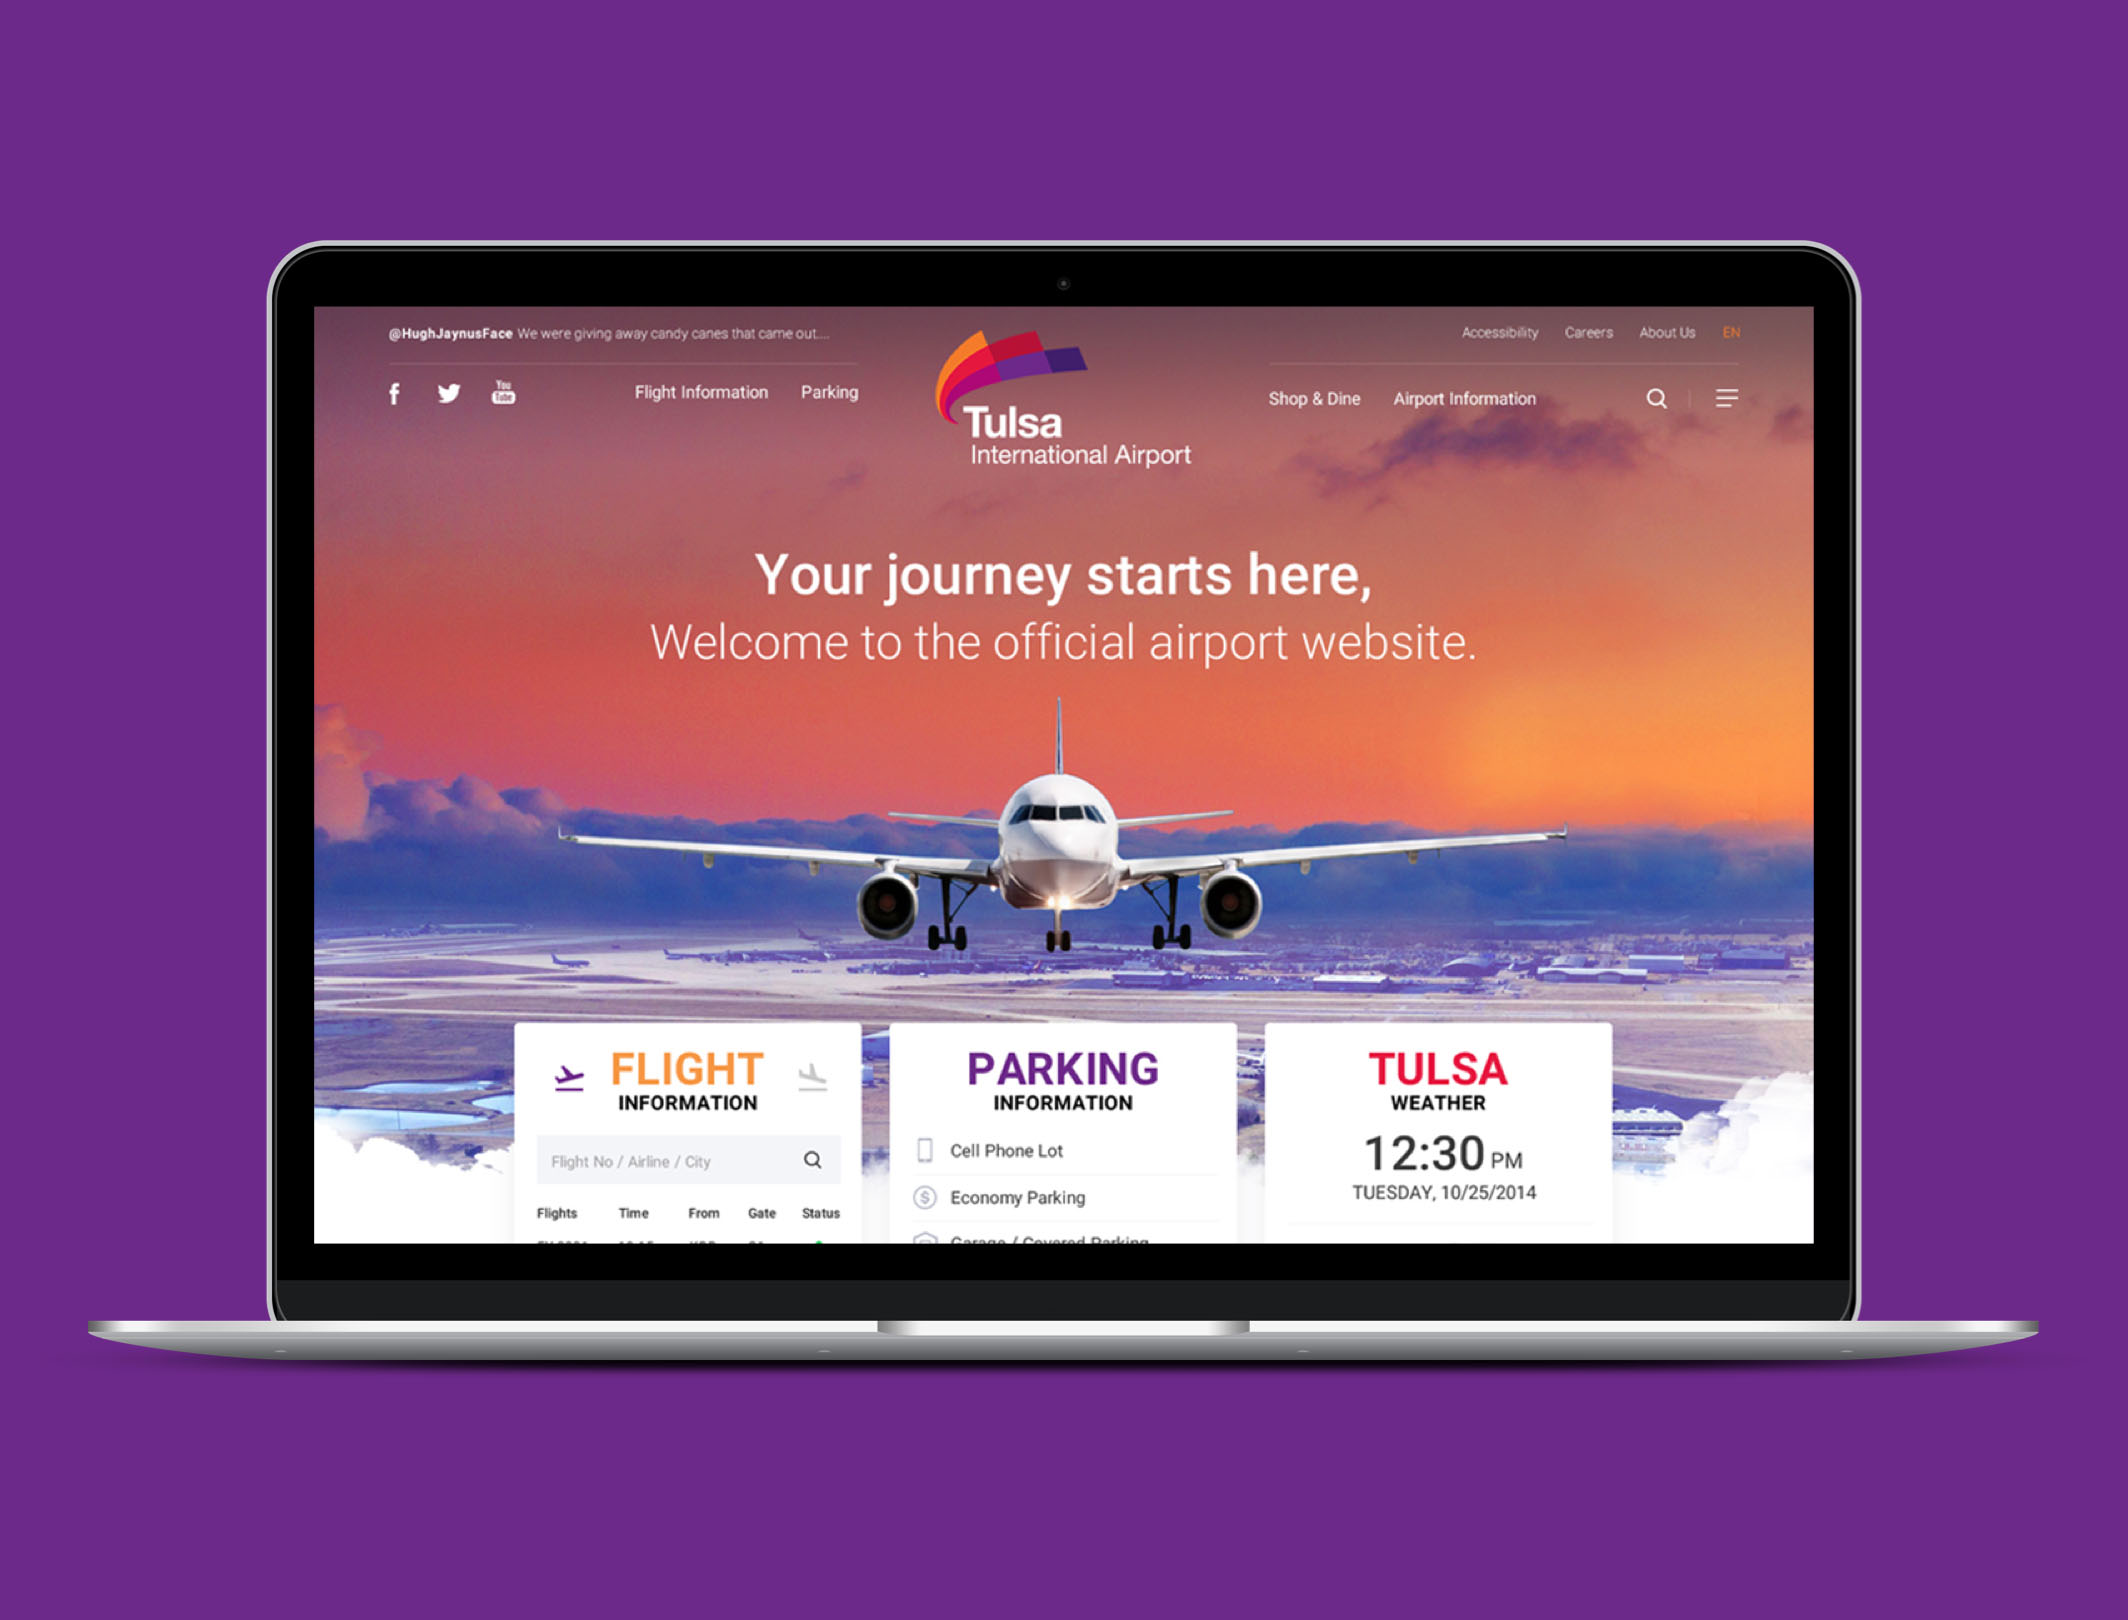 @HughJaynusFace We were giving away candy canes that came out....
Accessibility Careers About Us EN
You
Tube
Flight Information Parking
Shop & Dine Airport Information
Tulsa
International Airport
Your journey starts here,
Welcome to the official airport website.
FLIGHT
INFORMATION
Flight No / Airline / City
Flights Time From Gate Status
PARKING
INFORMATION
Cell Phone Lot
Economy Parking
Garage / Covered Parking
TULSA
WEATHER
12:30 PM
TUESDAY, 10/25/2014